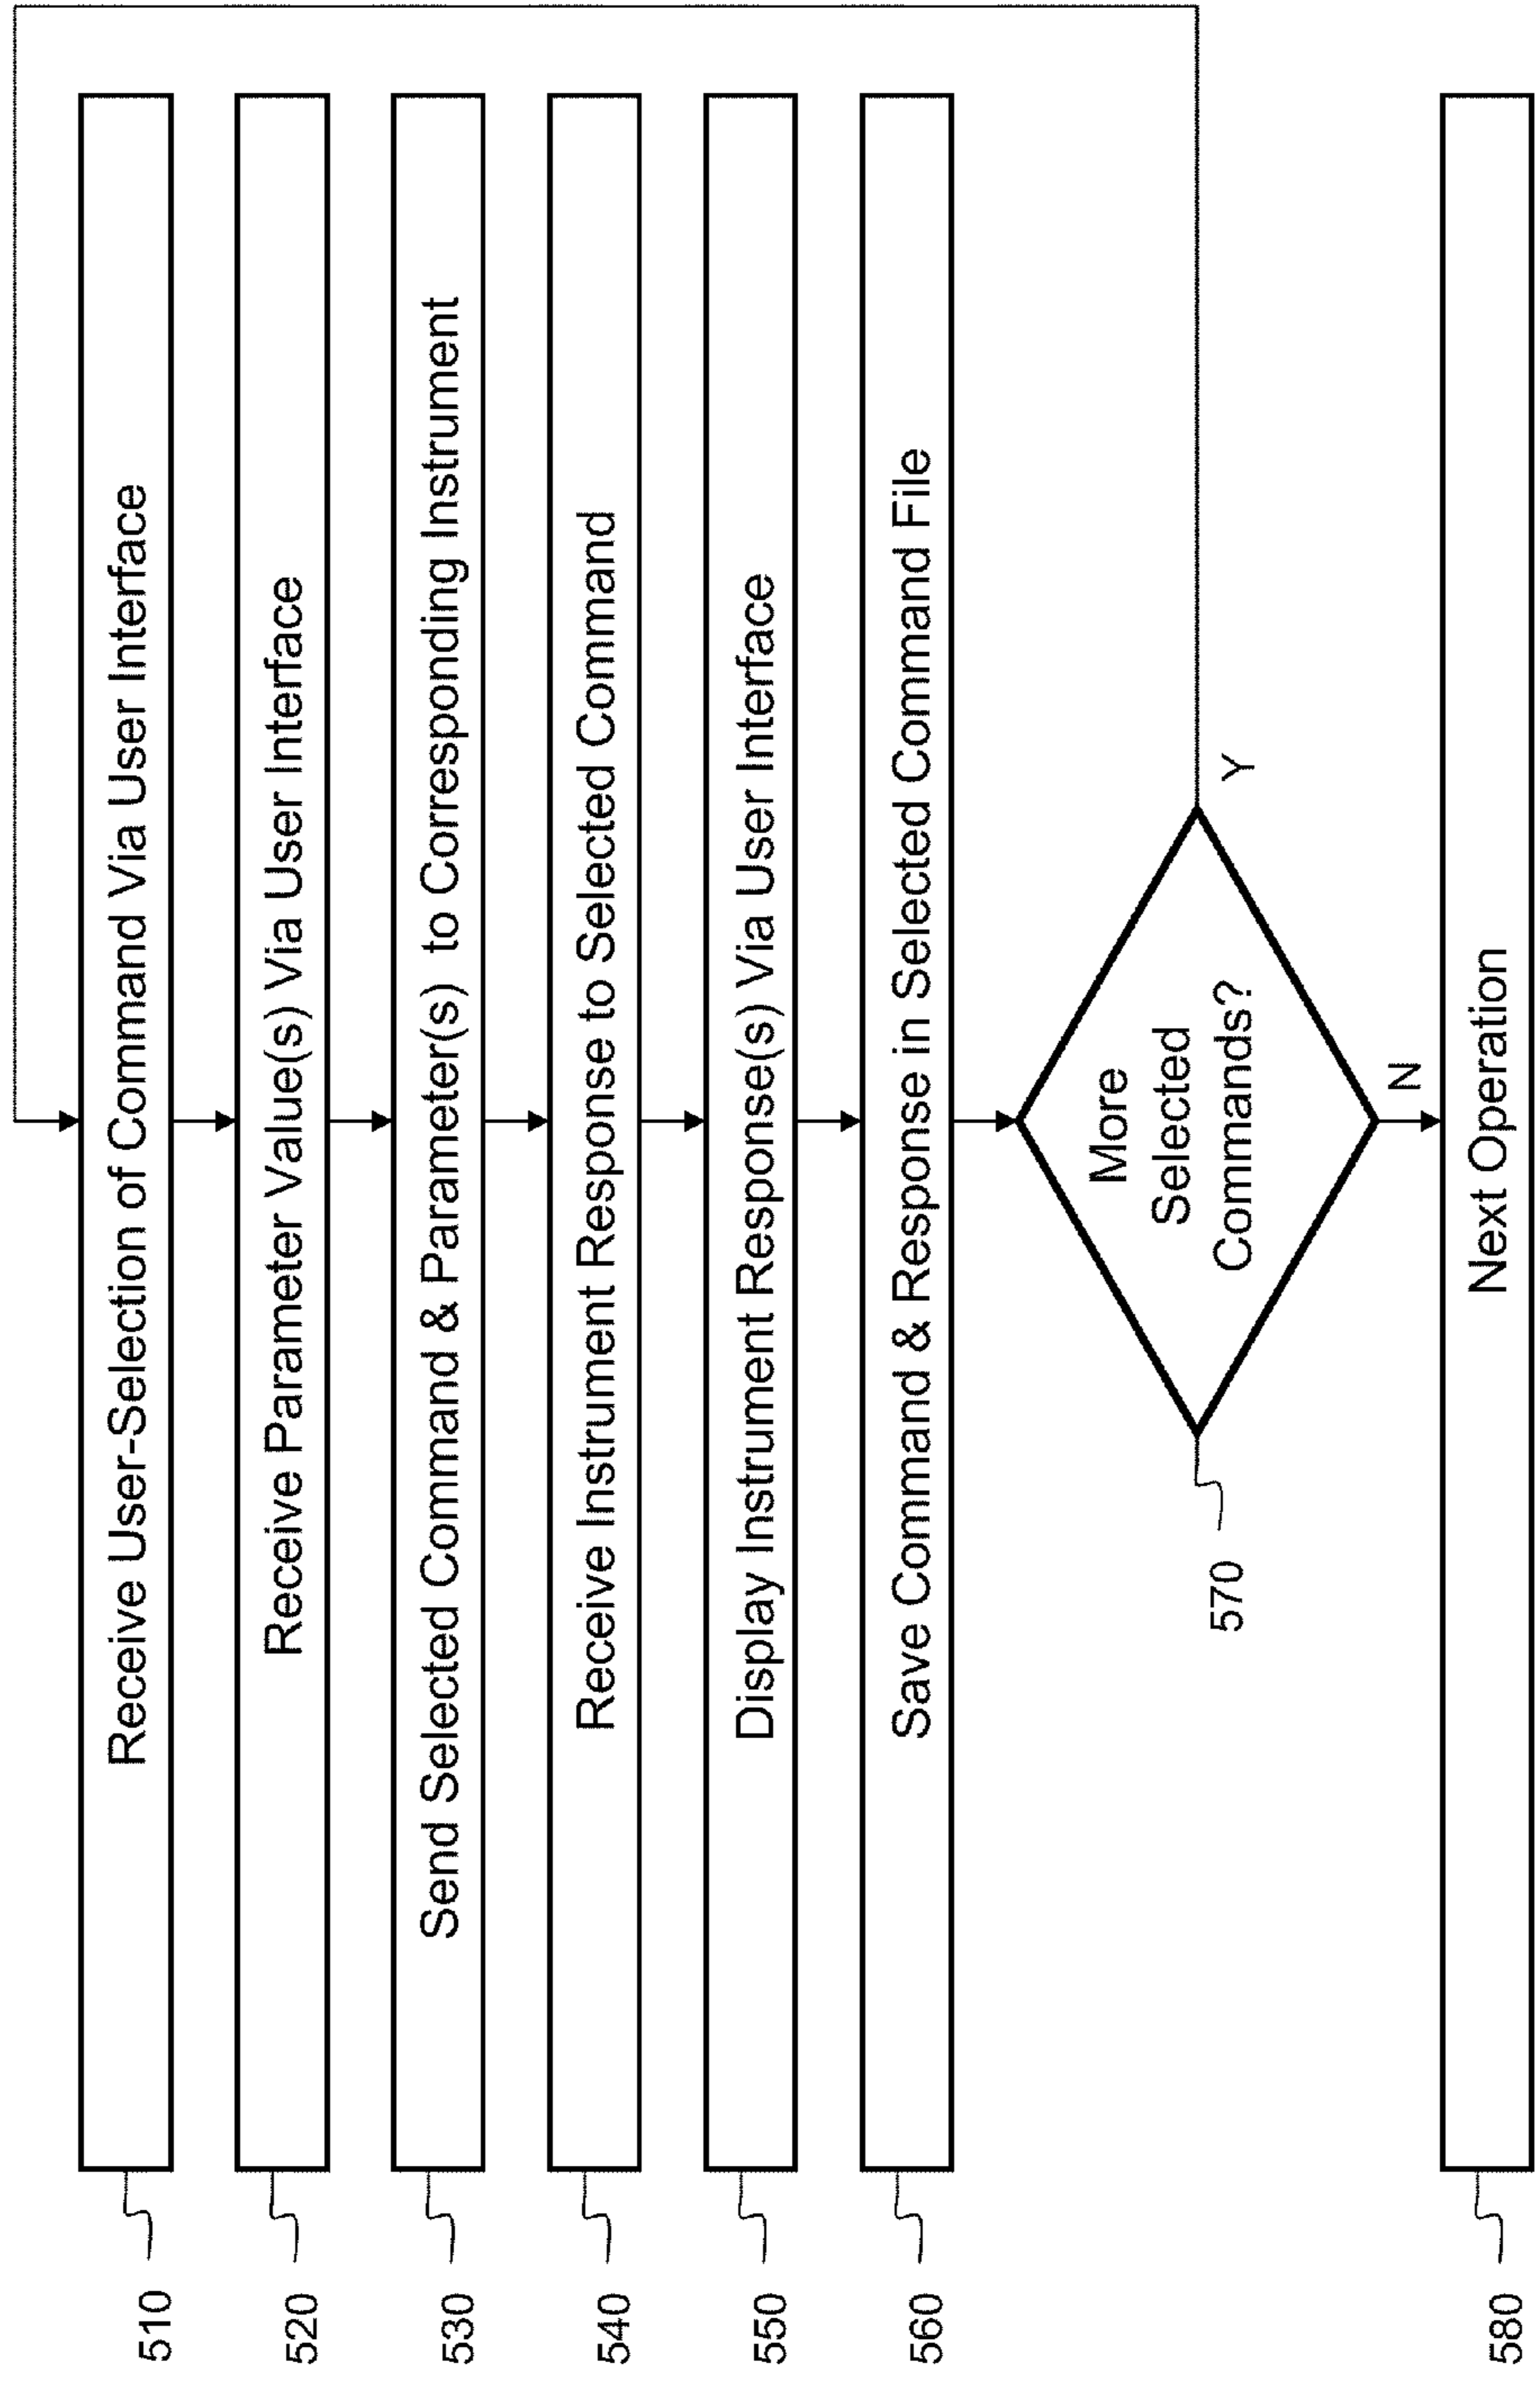 510
Receive User-Selection of Command Via User Interface
520
Receive Parameter Value(s) Via User Interface
530
Send Selected Command & Parameter(s) to Corresponding Instrument
540
Receive Instrument Response to Selected Command
550
Display Instrument Response(s) Via User Interface
560
Save Command & Response in Selected Command File
570
More
Selected
Commands?
Y
N
580
Next Operation